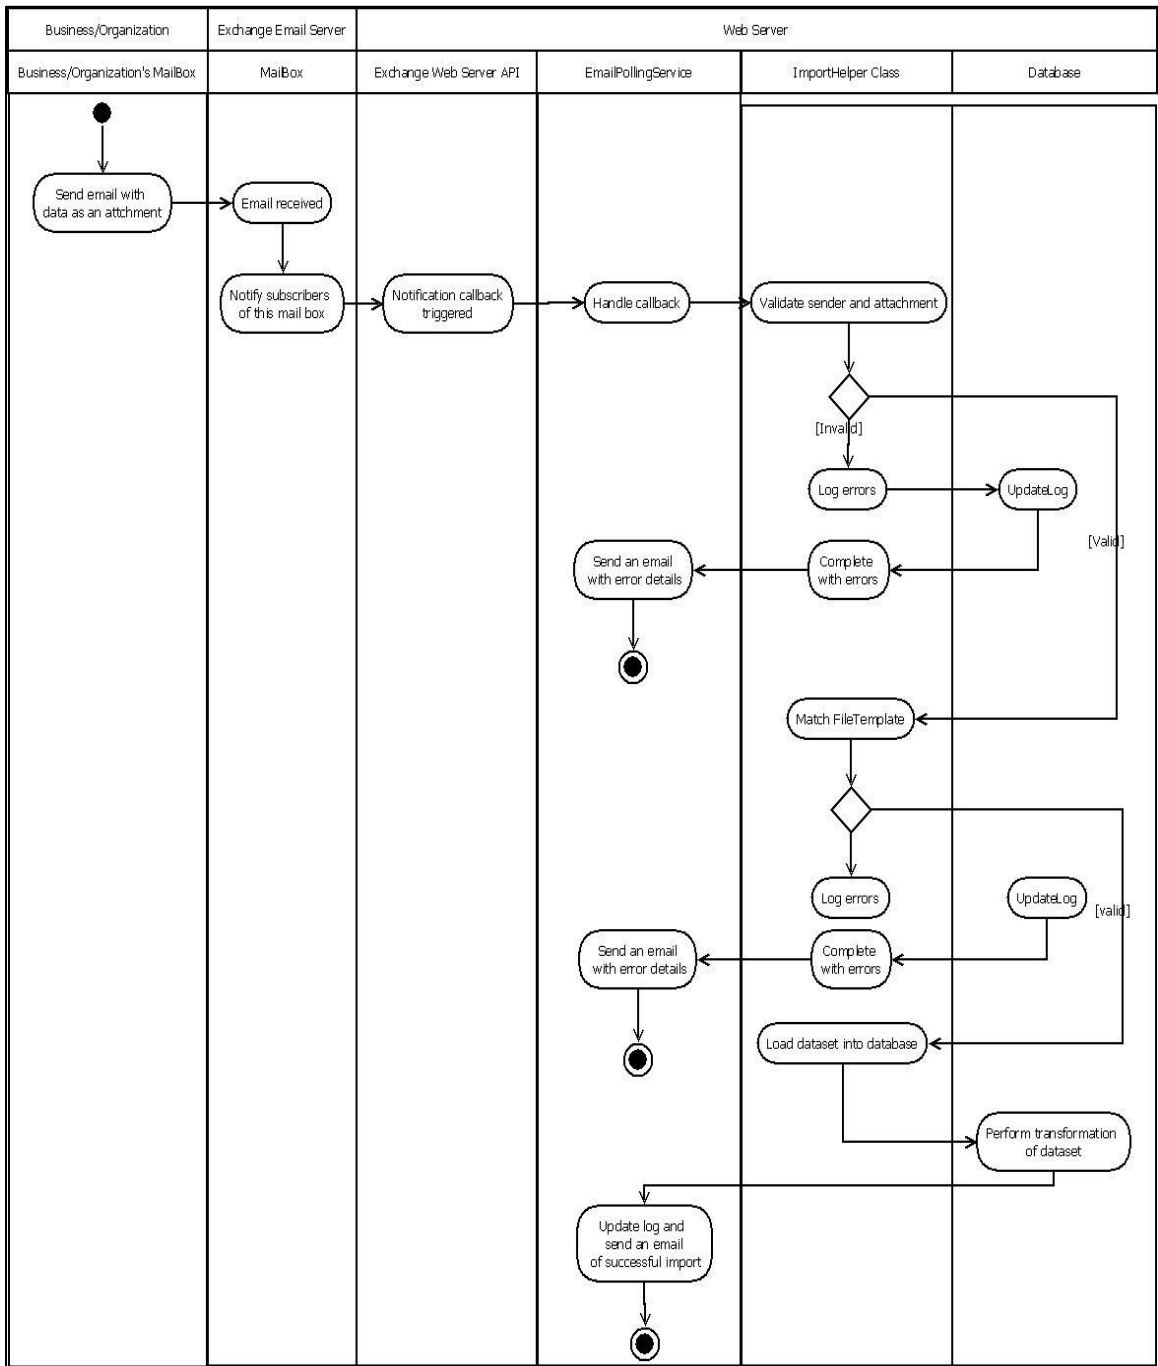 Business/Organization
Exchange Email Server
Web Server
Business/Organization's MailBox
MailBox
Exchange Web Server API
EmailPollingService
ImportHelper Class
Database
Send email with
data as an attchment
Email received
Notify subscribers
of this mail box
Notification callback
triggered
Handle callback
Validate sender and attachment
[Invalid]
Log errors
UpdateLog
[Valid]
Send an email
with error details
Complete
with errors
Match FileTemplate
Log errors
UpdateLog
[valid]
Send an email
with error details
Complete
with errors
Load dataset into database
Perform transformation
of dataset
Update log and
send an email
of successful import